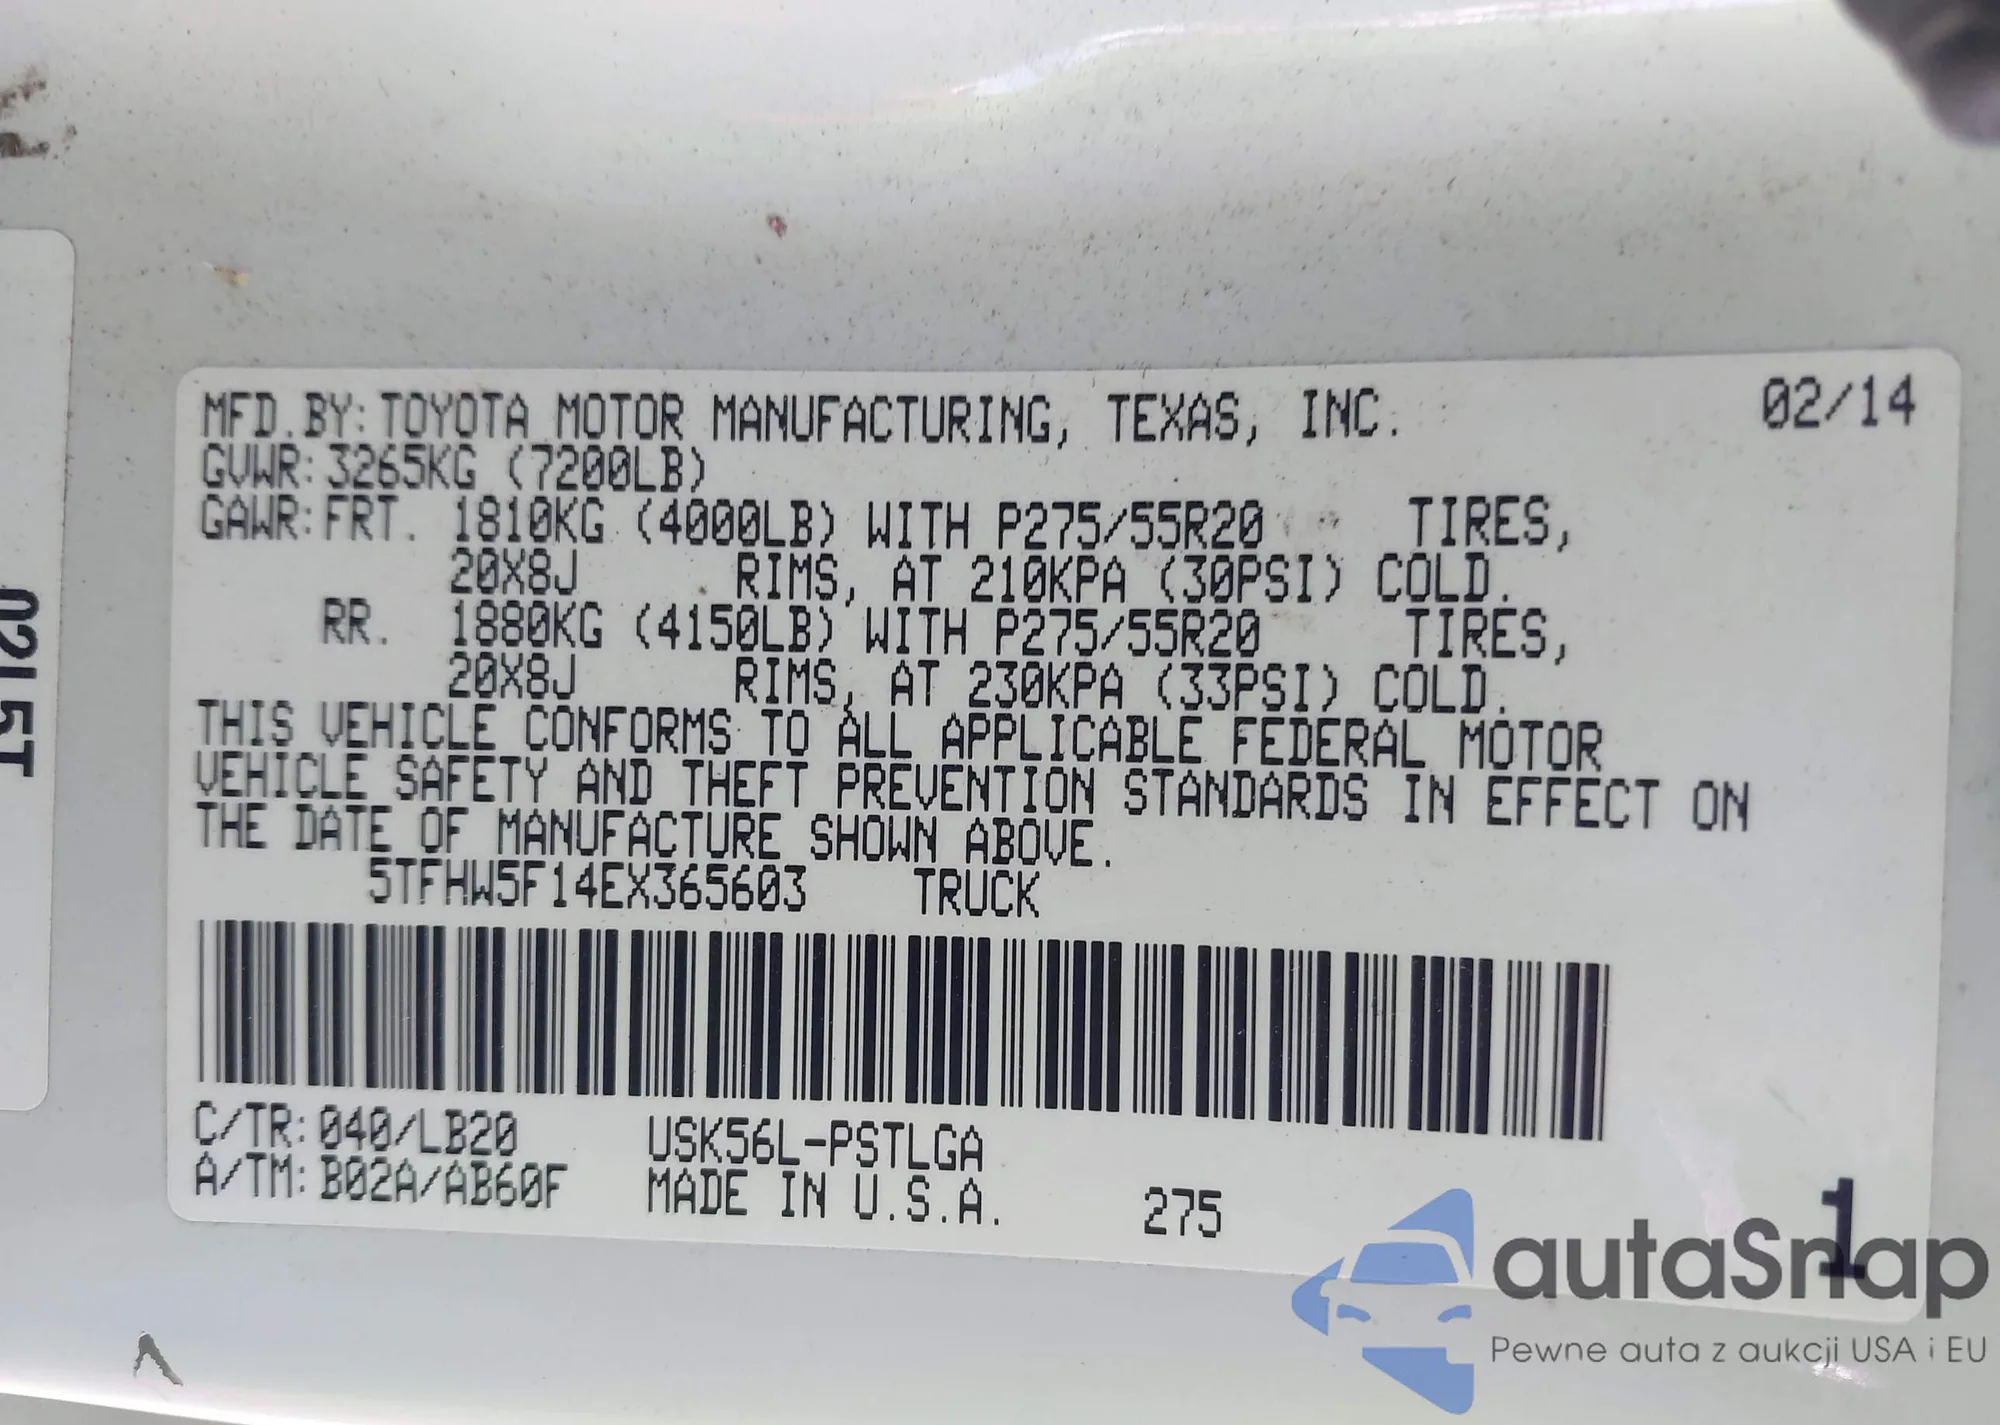 MFD.BY:TOYOTA MOTOR MANUFACTURING, TEXAS, INC. 02/14
GVWR:3265KG (7200LB)
GAWR:FRT. 1810KG (4000LB) WITH P275/55R20 TIRES,
20X8J RIMS, AT 210KPA (30PSI) COLD.
RR. 1880KG (4150LB) WITH P275/55R20 TIRES,
20X8J RIMS, AT 230KPA (33PSI) COLD.
THIS VEHICLE CONFORMS TO ALL APPLICABLE FEDERAL MOTOR
VEHICLE SAFETY AND THEFT PREVENTION STANDARDS IN EFFECT ON
THE DATE OF MANUFACTURE SHOWN ABOVE.
5TFHW5F14EX365603 TRUCK
C/TR:040/LB20 USK56L-PSTLGA
A/TM:B02A/AB60F MADE IN U.S.A. 275
1
autaSnap
Pewne auta z aukcji USA i EU